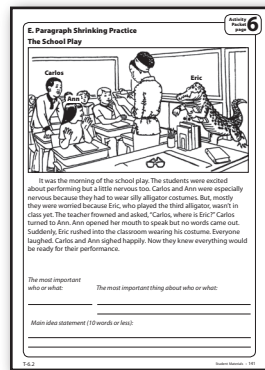 Activity
Packet
page
6
E. Paragraph Shrinking Practice
The School Play
Carlos
Ann
Eric
It was the morning of the school play. The students were excited
about performing but a little nervous too. Carlos and Ann were especially
nervous because they had to wear silly alligator costumes. But, mostly
they were worried because Eric, who played the third alligator, wasn't in
class yet. The teacher frowned and asked, "Carlos, where is Eric?" Carlos
turned to Ann. Ann opened her mouth to speak but no words came out.
Suddenly, Eric rushed into the classroom wearing his costume. Everyone
laughed. Carlos and Ann sighed happily. Now they knew everything would
be ready for their performance.
The most important
who or what:
The most important thing about who or what:
Main idea statement (10 words or less):
T-6.2
Student Materials • 141